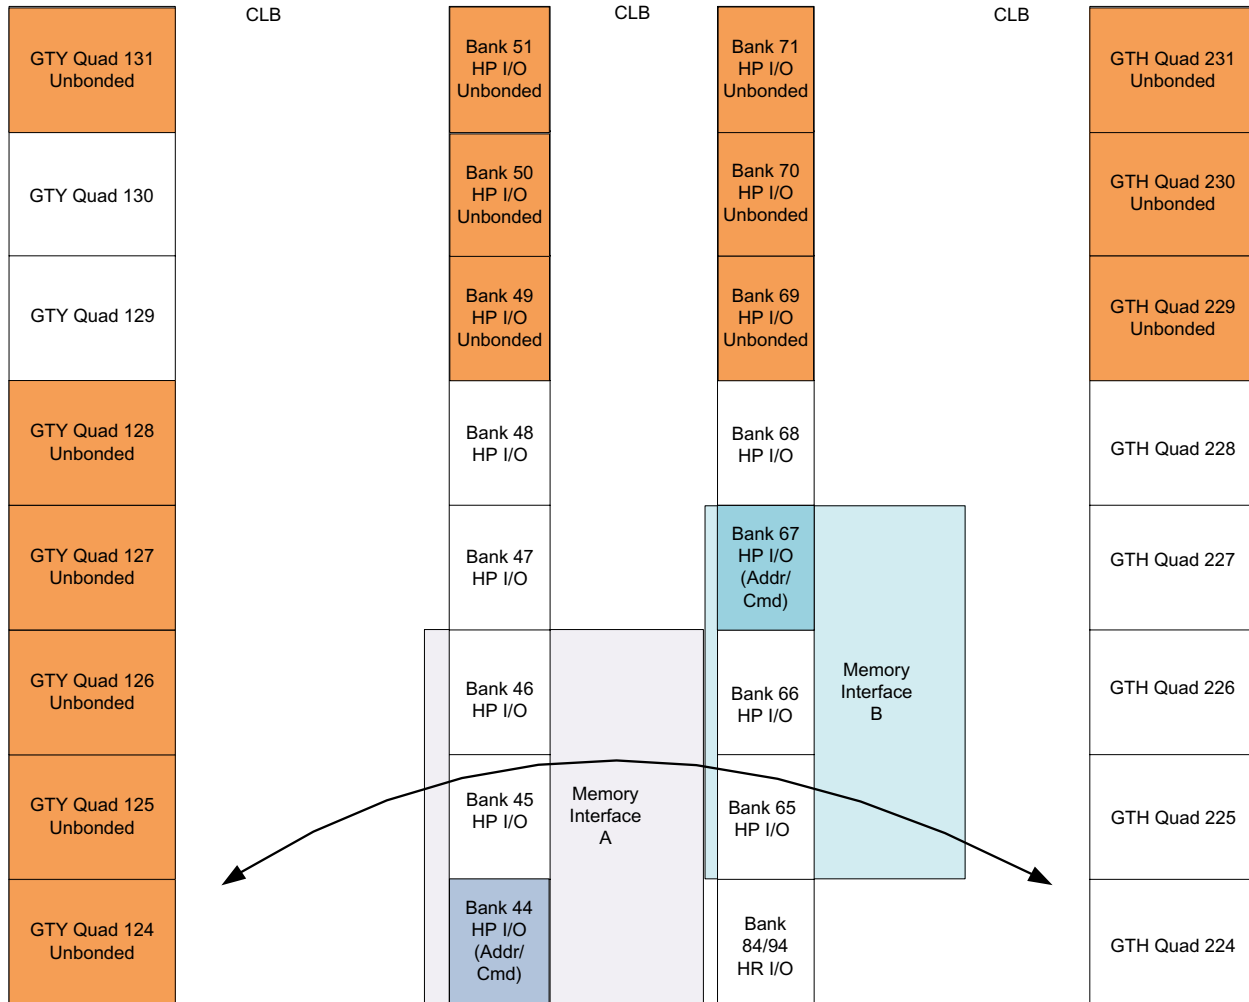 CLB
CLB
CLB
GTY Quad 131
Unbonded
GTY Quad 130
GTY Quad 129
GTY Quad 128
Unbonded
GTY Quad 127
Unbonded
GTY Quad 126
Unbonded
GTY Quad 125
Unbonded
GTY Quad 124
Unbonded
Bank 51
HP I/O
Unbonded
Bank 50
HP I/O
Unbonded
Bank 49
HP I/O
Unbonded
Bank 48
HP I/O
Bank 47
HP I/O
Bank 46
HP I/O
Bank 45
HP I/O
Bank 44
HP I/O
(Addr/
Cmd)
Memory
Interface
A
Bank 71
HP I/O
Unbonded
Bank 70
HP I/O
Unbonded
Bank 69
HP I/O
Unbonded
Bank 68
HP I/O
Bank 67
HP I/O
(Addr/
Cmd)
Bank 66
HP I/O
Bank 65
HP I/O
Bank
84/94
HR I/O
Memory
Interface
B
GTH Quad 231
Unbonded
GTH Quad 230
Unbonded
GTH Quad 229
Unbonded
GTH Quad 228
GTH Quad 227
GTH Quad 226
GTH Quad 225
GTH Quad 224